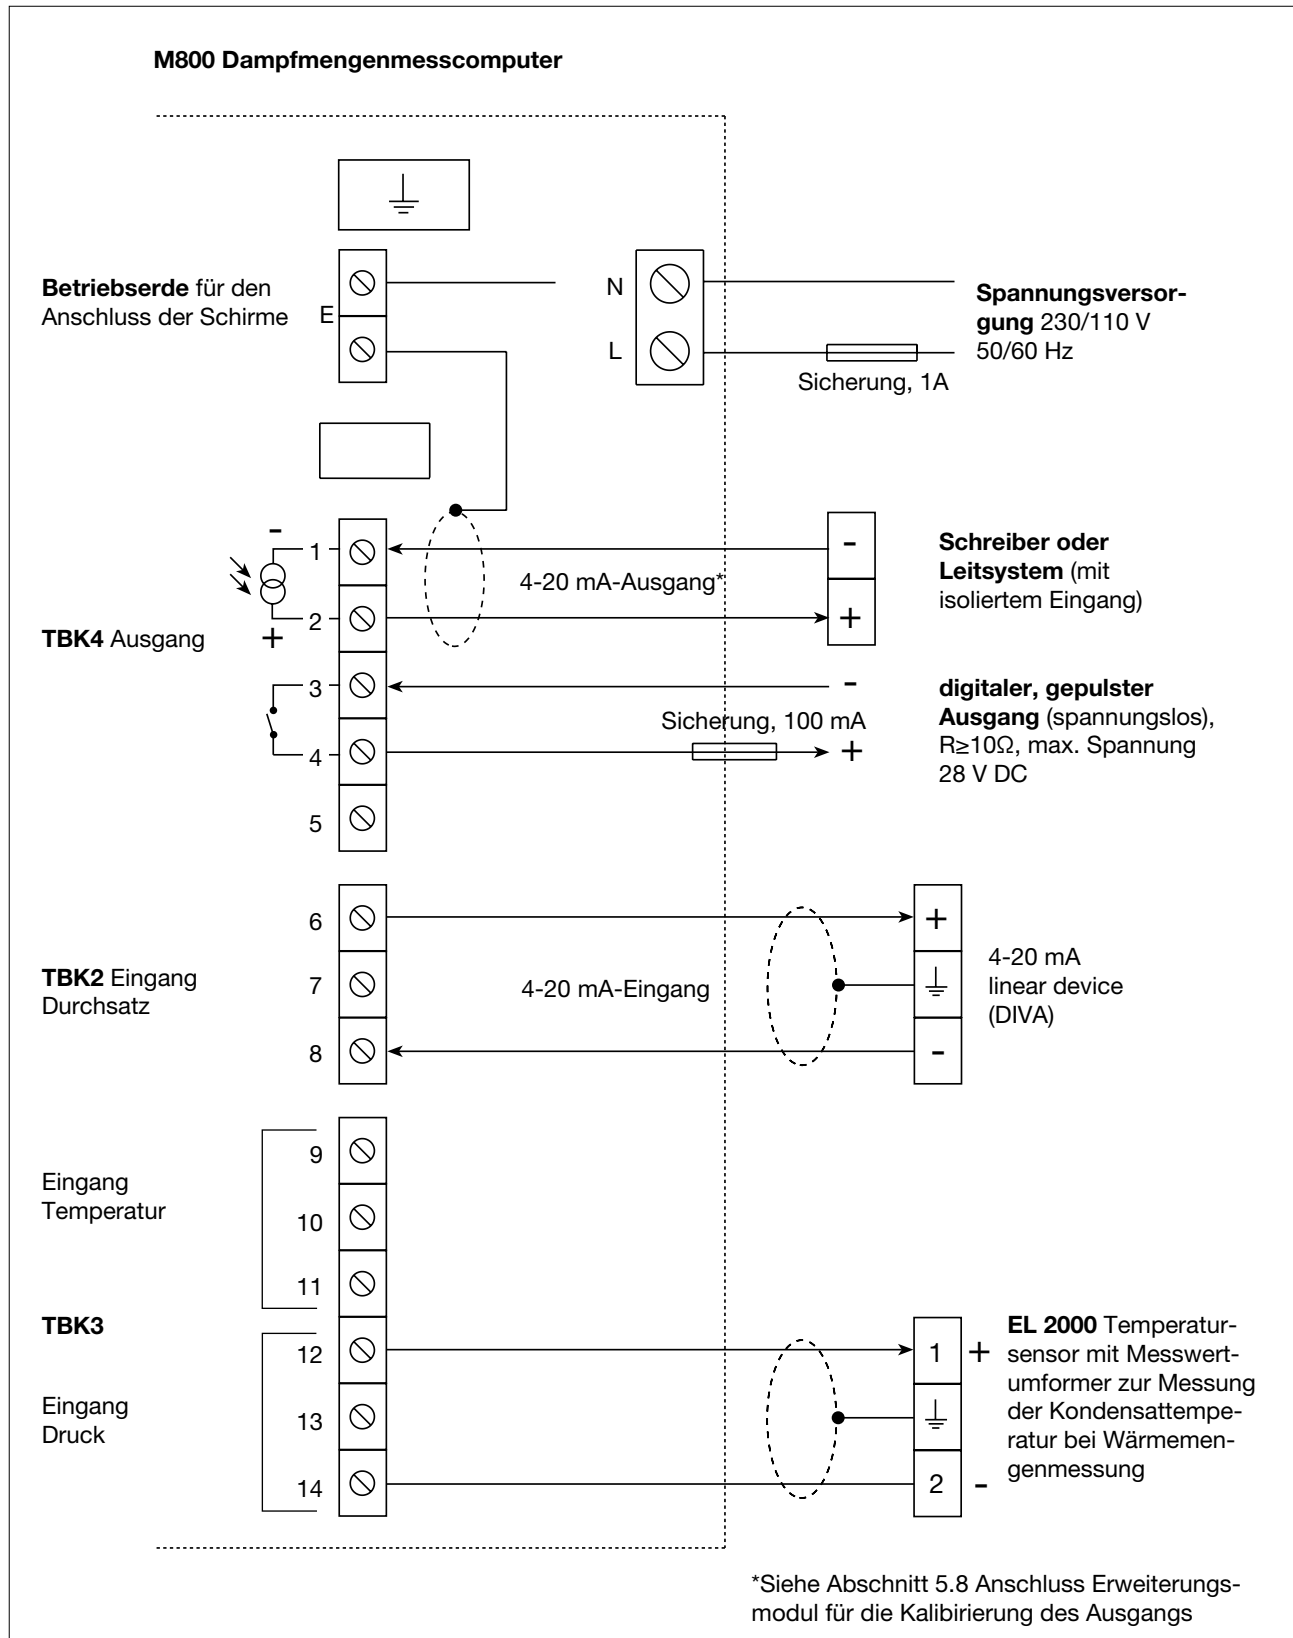 M800 Dampfmengenmesscomputer
Betriebserde für den
Anschluss der Schirme
E
N
L
Spannungsversor-
gung 230/110 V
50/60 Hz
Sicherung, 1A
-
1
2
+
TBK4 Ausgang
3
4
5
4-20 mA-Ausgang*
-
+
Schreiber oder
Leitsystem (mit
isoliertem Eingang)
-
Sicherung, 100 mA
+
digitaler, gepulster
Ausgang (spannungslos),
R≥10Ω, max. Spannung
28 V DC
TBK2 Eingang
Durchsatz
6
7
8
4-20 mA-Eingang
+
-
4-20 mA
linear device
(DIVA)
Eingang
Temperatur
9
10
11
TBK3
Eingang
Druck
12
13
14
1 +
2 -
EL 2000 Temperatur-
sensor mit Messwert-
umformer zur Messung
der Kondensattempe-
ratur bei Wärmemen-
genmessung
*Siehe Abschnitt 5.8 Anschluss Erweiterungs-
modul für die Kalibirierung des Ausgangs